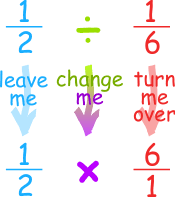 1/2 ÷ 1/6
leave me change me turn me over
1/2 × 6/1